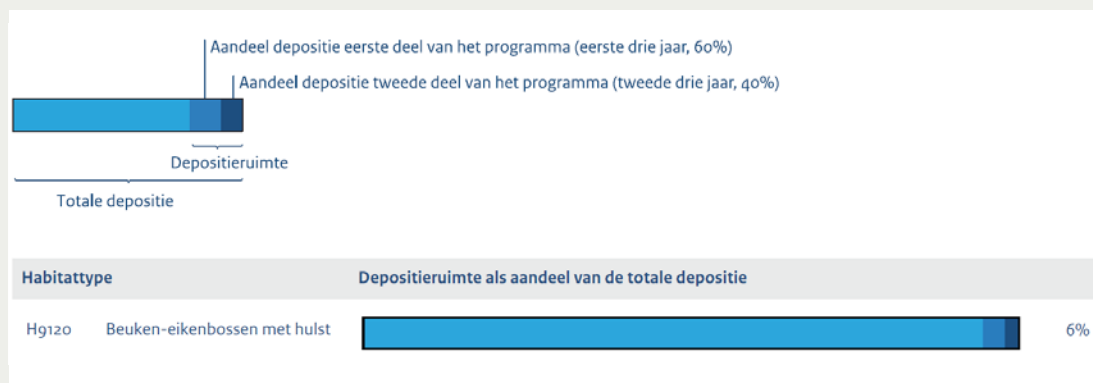 Aandeel depositie eerste deel van het programma (eerste drie jaar, 60%)
Aandeel depositie tweede deel van het programma (tweede drie jaar, 40%)
Depositieruimte
Totale depositie
Habitattype Depositieruimte als aandeel van de totale depositie
H9120 Beuken-eikenbossen met hulst 6%